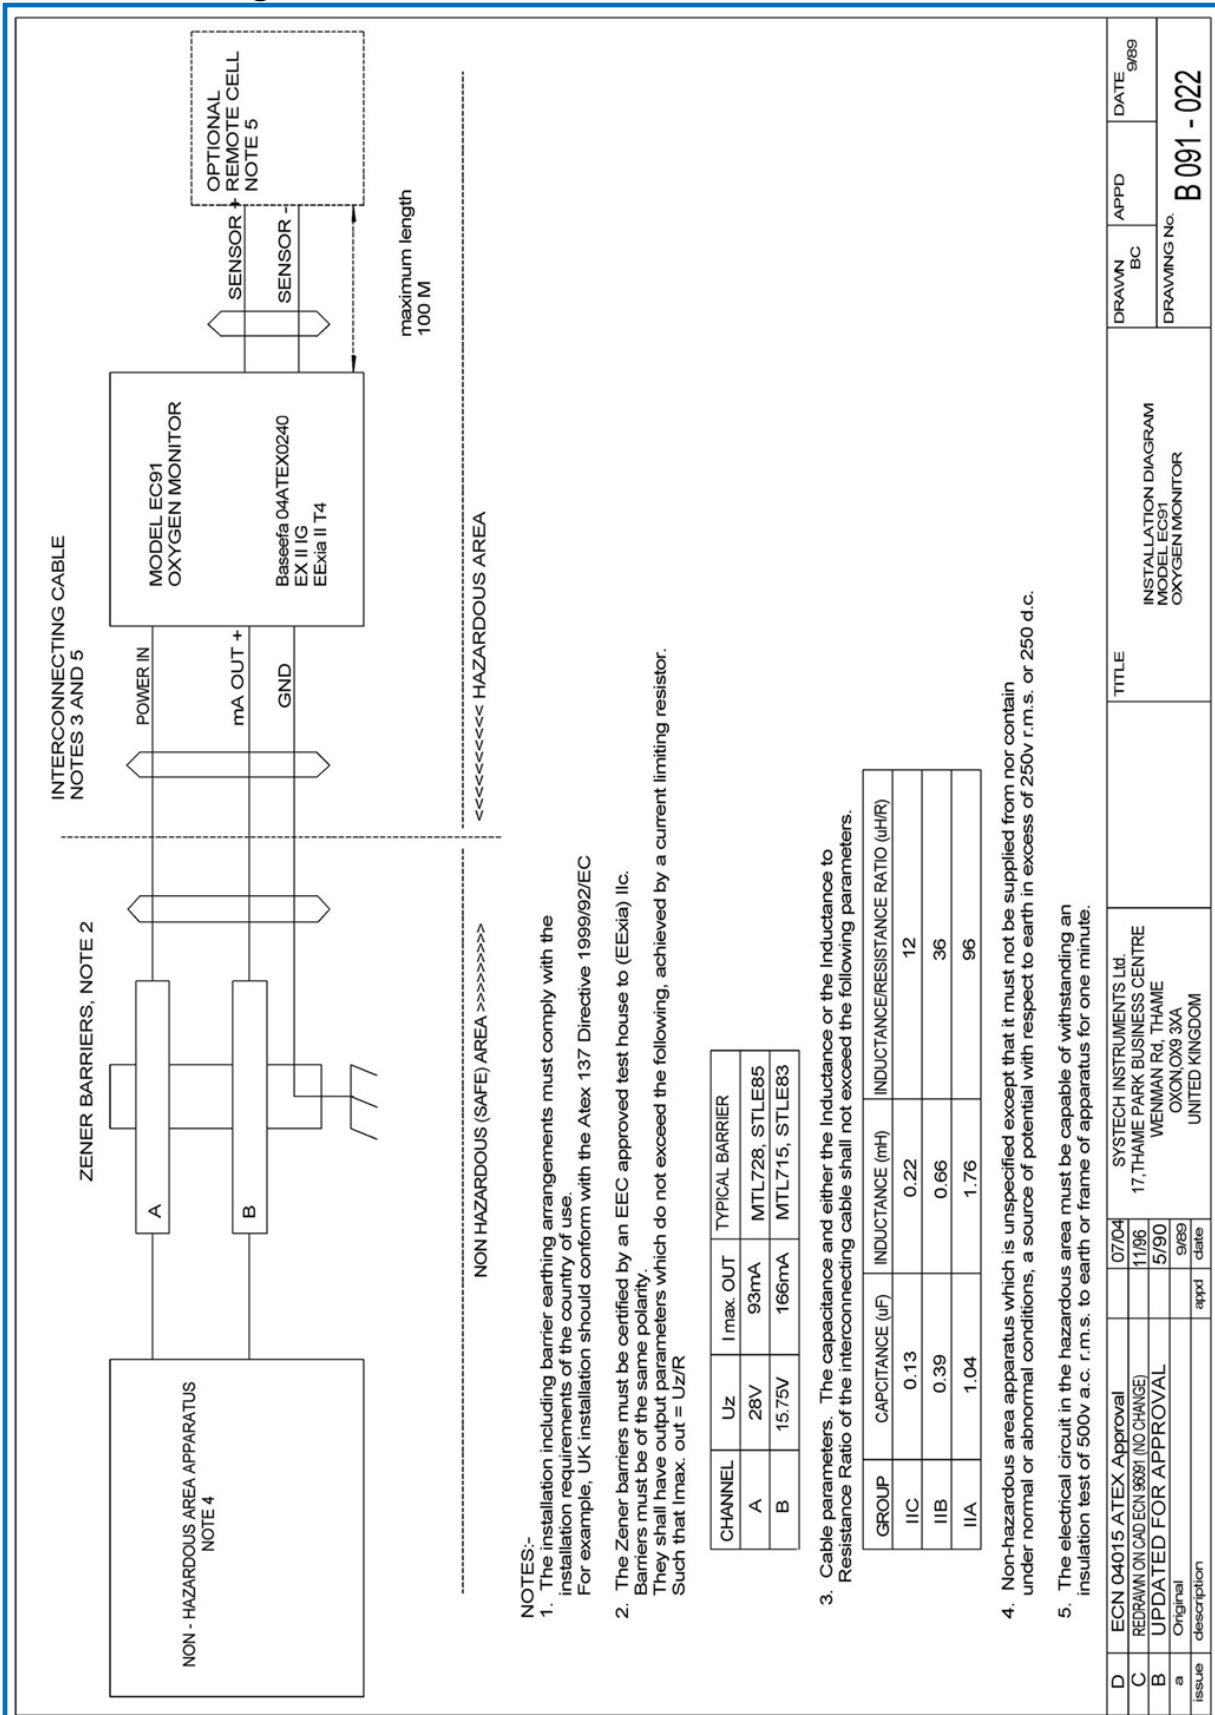 INTERCONNECTING CABLE
NOTES 3 AND 5
ZENER BARRIERS, NOTE 2
NON - HAZARDOUS AREA APPARATUS
NOTE 4
A
B
POWER IN
mA OUT +
GND
MODEL EC91
OXYGEN MONITOR
Baseefa 04ATEX0240
EX II IG
EExia II T4
SENSOR +
SENSOR -
OPTIONAL
REMOTE CELL
NOTE 5
maximum length
100 M
NON HAZARDOUS (SAFE) AREA >>>>>>>>>>
<<<<<<<<<< HAZARDOUS AREA
NOTES:-
1. The installation including barrier earthing arrangements must comply with the
installation requirements of the country of use.
For example, UK installation should conform with the Atex 137 Directive 1999/92/EC
2. The Zener barriers must be certified by an EEC approved test house to (EExia) IIc.
Barriers must be of the same polarity.
They shall have output parameters which do not exceed the following, achieved by a current limiting resistor.
Such that Imax. out = Uz/R
CHANNEL Uz I max. OUT TYPICAL BARRIER
A 28V 93mA MTL728, STLE85
B 15.75V 166mA MTL715, STLE83
3. Cable parameters. The capacitance and either the Inductance or the Inductance to
Resistance Ratio of the interconnecting cable shall not exceed the following parameters.
GROUP CAPCITANCE (uF) INDUCTANCE (mH) INDUCTANCE/RESISTANCE RATIO (uH/R)
IIC 0.13 0.22 12
IIB 0.39 0.66 36
IIA 1.04 1.76 96
4. Non-hazardous area apparatus which is unspecified except that it must not be supplied from nor contain
under normal or abnormal conditions, a source of potential with respect to earth in excess of 250v r.m.s. or 250 d.c.
5. The electrical circuit in the hazardous area must be capable of withstanding an
insulation test of 500v a.c. r.m.s. to earth or frame of apparatus for one minute.
D ECN 04015 ATEX Approval 07/04
C REDRAWN ON CAD ECN 96091 (NO CHANGE) 11/96
B UPDATED FOR APPROVAL 5/90
a Original 9/89
issue description appd date
SYSTECH INSTRUMENTS Ltd.
17,THAME PARK BUSINESS CENTRE
WENMAN Rd, THAME
OXON,OX9 3XA
UNITED KINGDOM
TITLE
INSTALLATION DIAGRAM
MODEL EC91
OXYGEN MONITOR
DRAWN BC
APPD
DATE 9/89
DRAWING No.
B 091 - 022